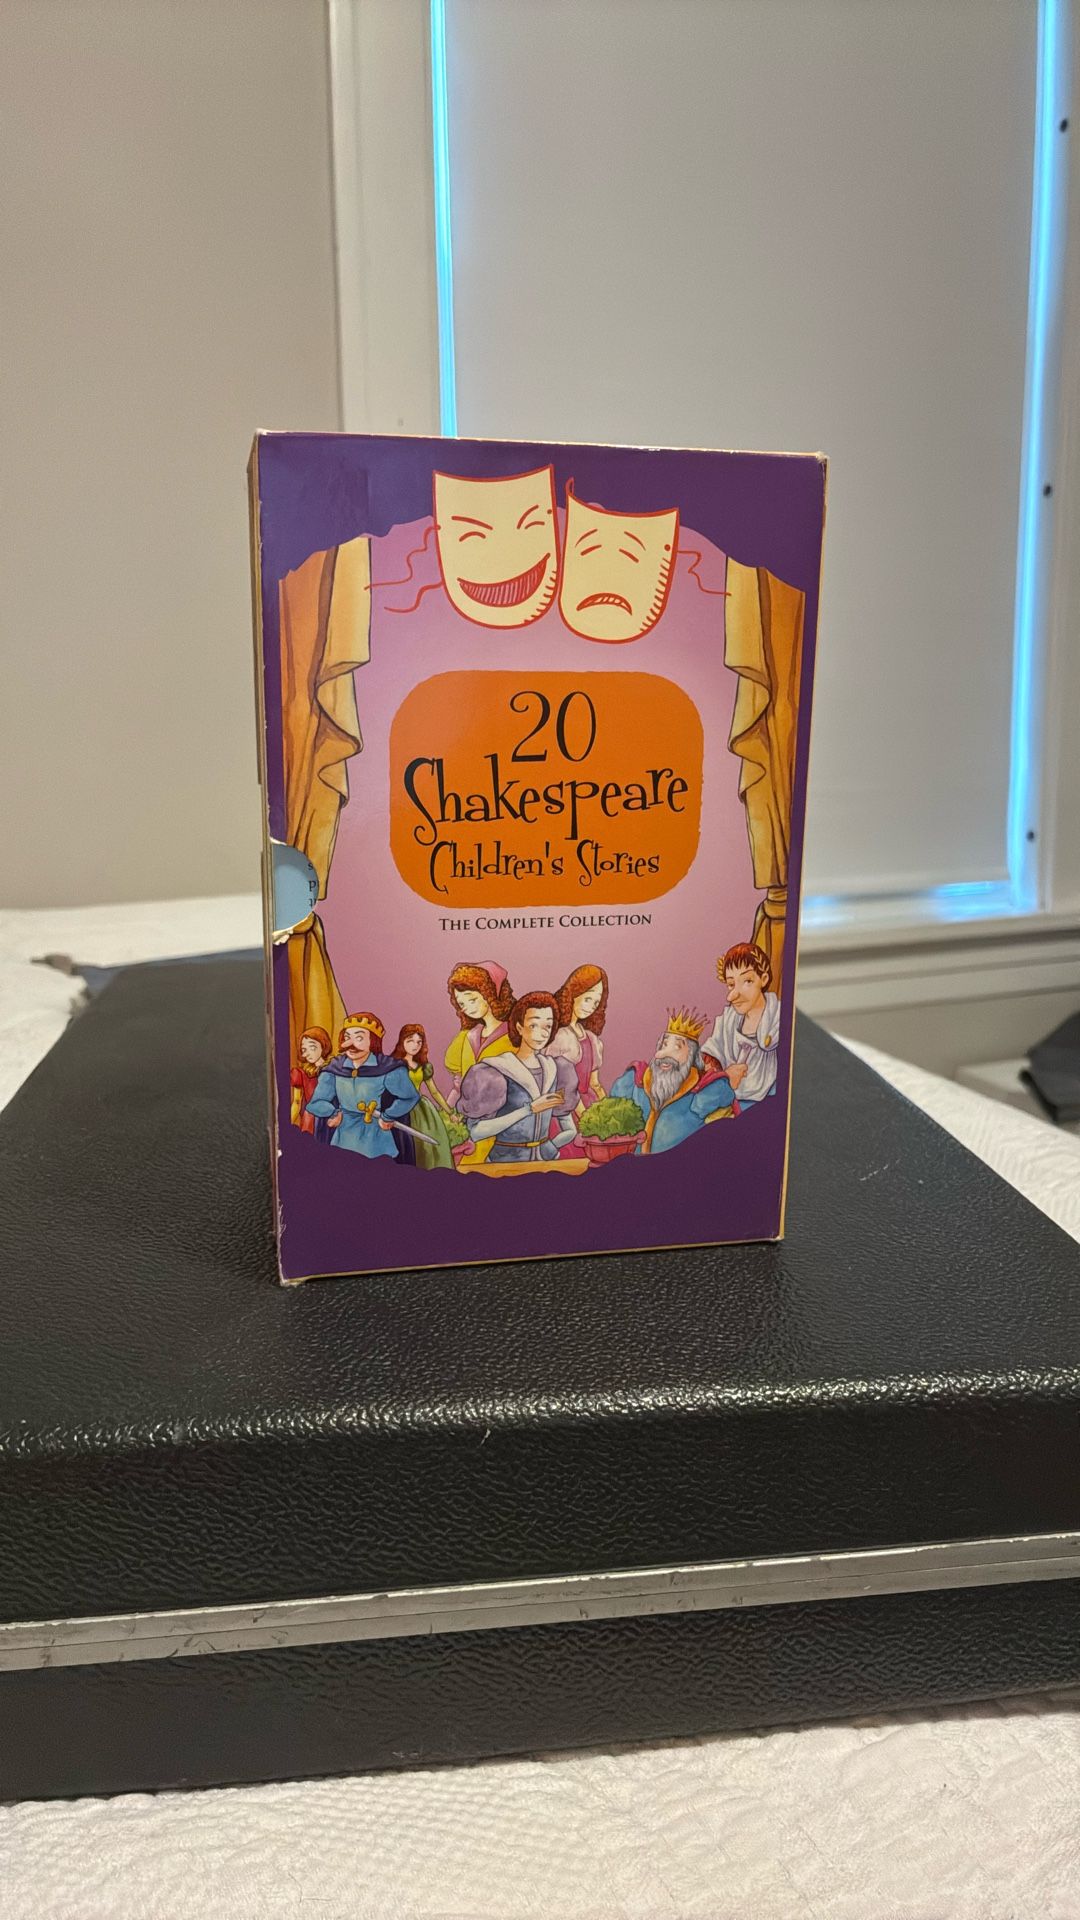 20
Shakespeare
Children's Stories
THE COMPLETE COLLECTION